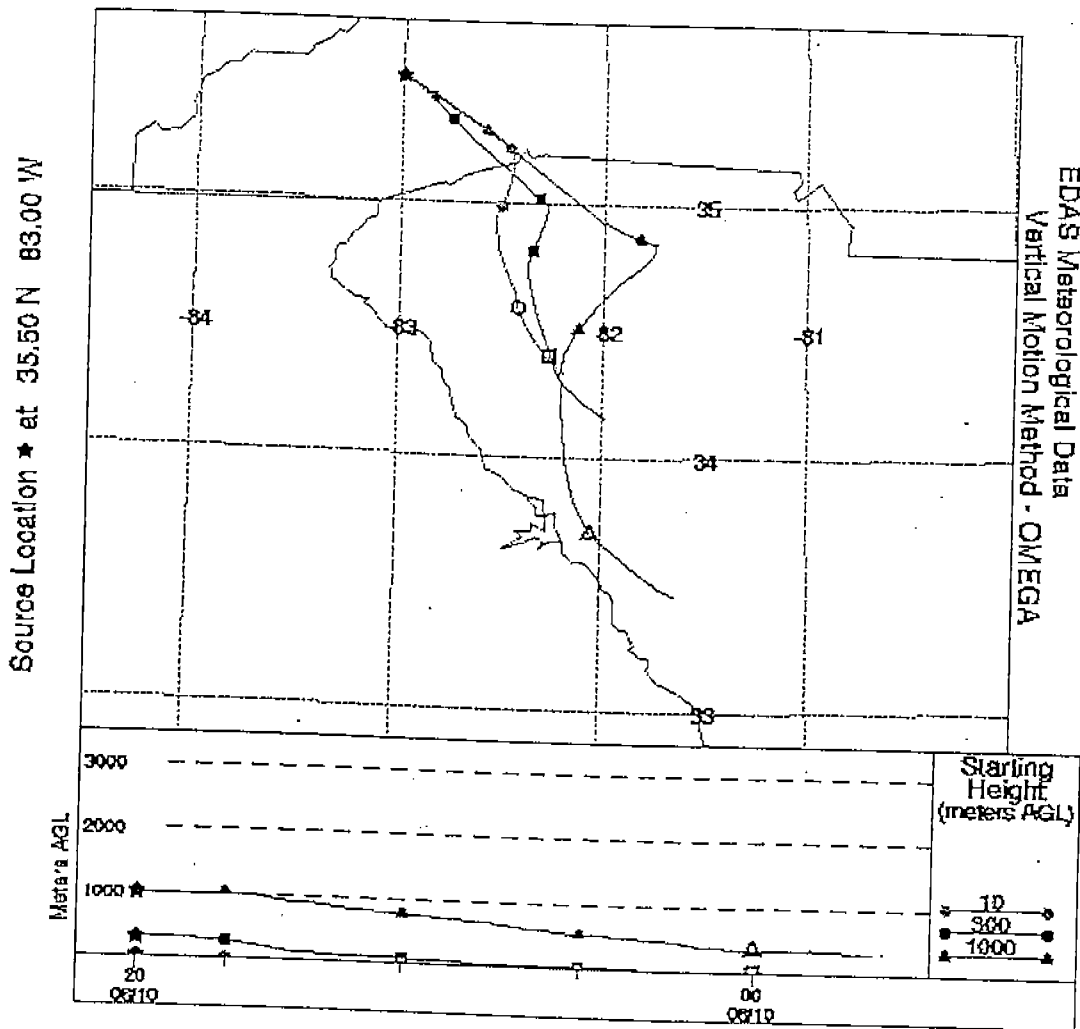 Source Location ★ at 35.50 N 83.00 W
EDAS Meteorological Data
Vertical Motion Method - OMEGA
35
-84
-83
-82
-81
34
33
Meters AGL
3000
2000
1000
20
06/10
00
06/10
Starting
Height
(meters AGL)
10
300
1000